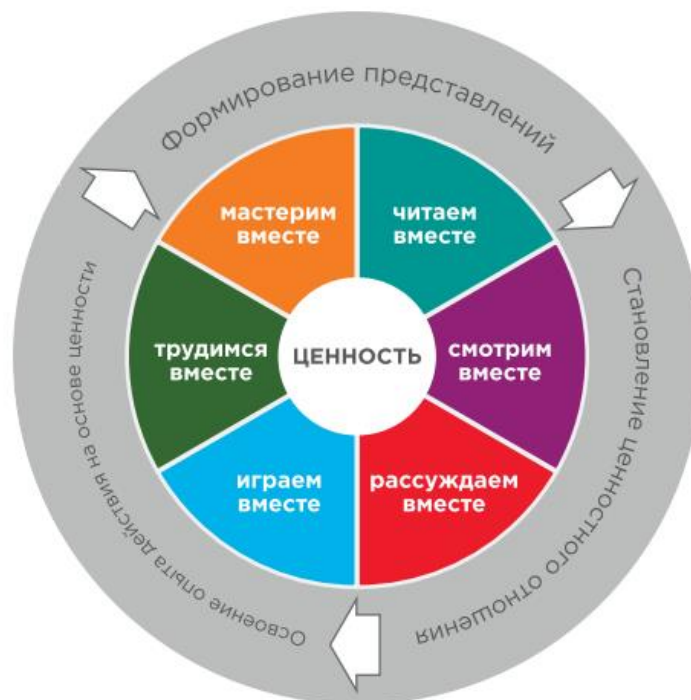 Формирование представлений
мастерим
вместе
читаем
вместе
трудимся
вместе
ЦЕННОСТЬ
смотрим
вместе
играем
вместе
рассуждаем
вместе
Становление ценностного отношения
Освоение опыта действия на основе ценности